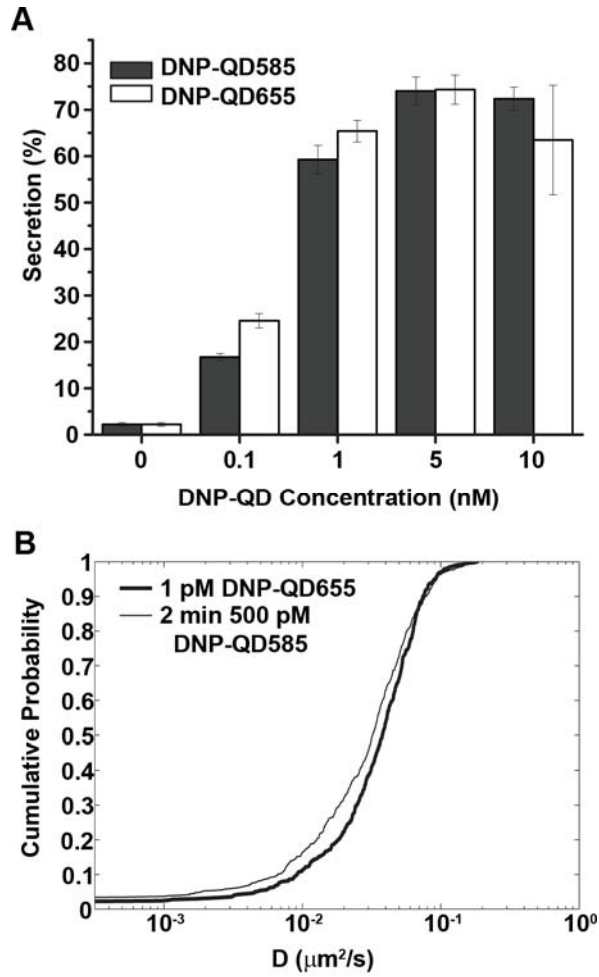 A
80
70
60
50
40
30
20
10
0
Secretion (%)
DNP-QD585
DNP-QD655
0 0.1 1 5 10
DNP-QD Concentration (nM)
B
1
0.9
0.8
0.7
0.6
0.5
0.4
0.3
0.2
0.1
0
Cumulative Probability
1 pM DNP-QD655
2 min 500 pM
DNP-QD585
10⁻³ 10⁻² 10⁻¹ 10⁰
D (μm²/s)